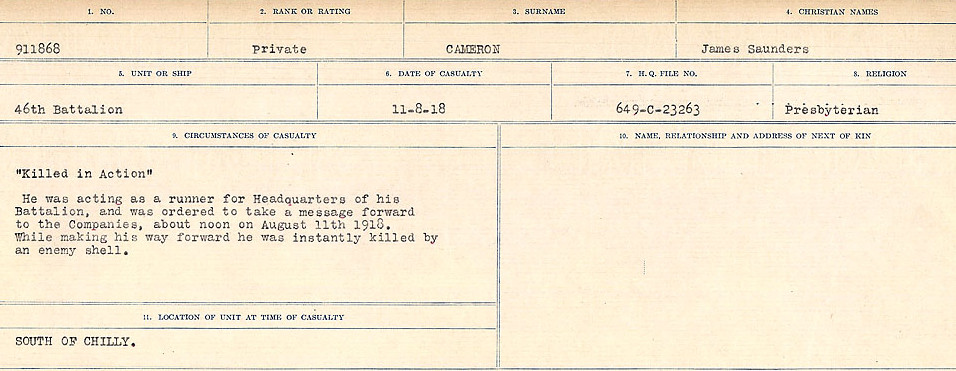 1. NO.
2. RANK OR RATING
3. SURNAME
4. CHRISTIAN NAMES
911868
Private
CAMERON
James Saunders
5. UNIT OR SHIP
6. DATE OF CASUALTY
7. H. Q. FILE NO.
8. RELIGION
46th Battalion
11-8-18
649-C-23263
Presbyterian
9. CIRCUMSTANCES OF CASUALTY
10. NAME, RELATIONSHIP AND ADDRESS OF NEXT OF KIN
"Killed in Action"
He was acting as a runner for Headquarters of his
Battalion, and was ordered to take a message forward
to the Companies, about noon on August 11th 1918.
While making his way forward he was instantly killed by
an enemy shell.
11. LOCATION OF UNIT AT TIME OF CASUALTY
SOUTH OF CHILLY.